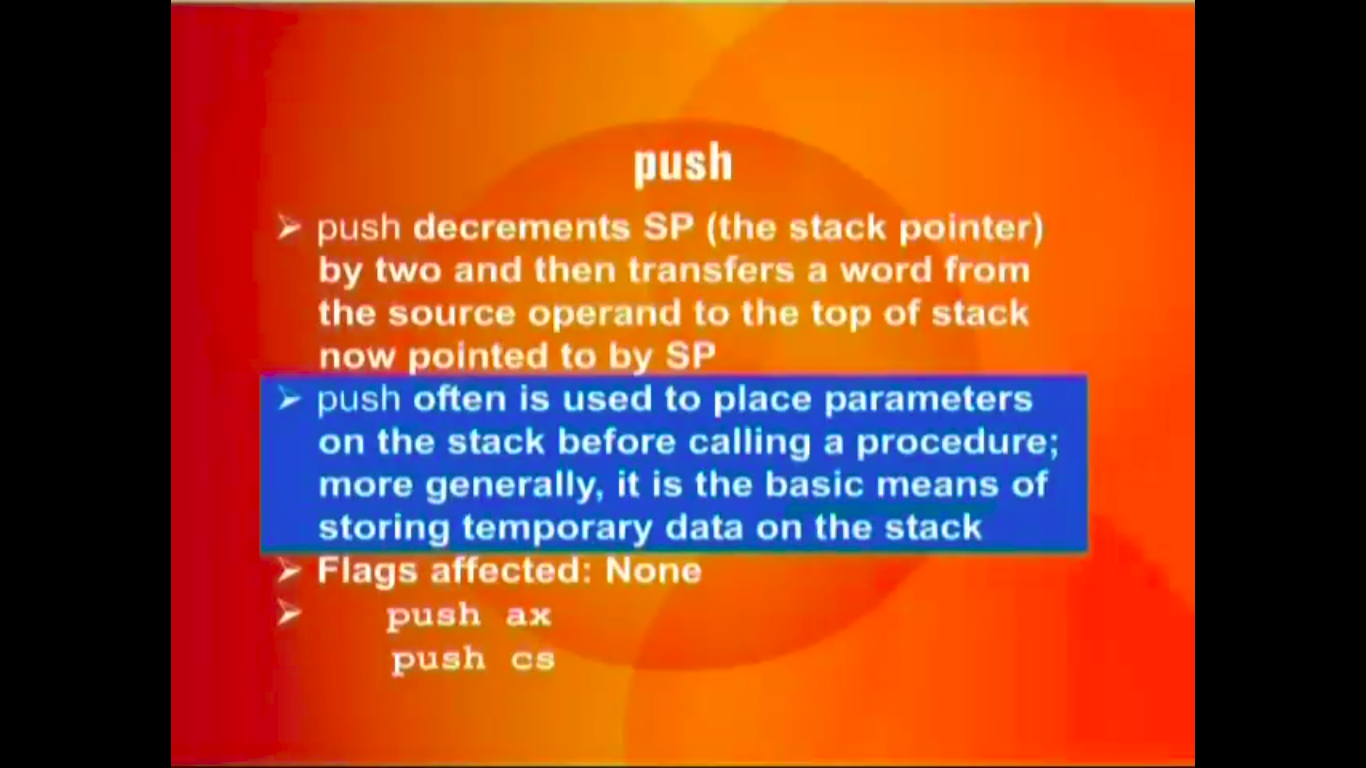 push
➢ push decrements SP (the stack pointer)
by two and then transfers a word from
the source operand to the top of stack
now pointed to by SP
➢ push often is used to place parameters
on the stack before calling a procedure;
more generally, it is the basic means of
storing temporary data on the stack
➢ Flags affected: None
➢ push ax
push cs